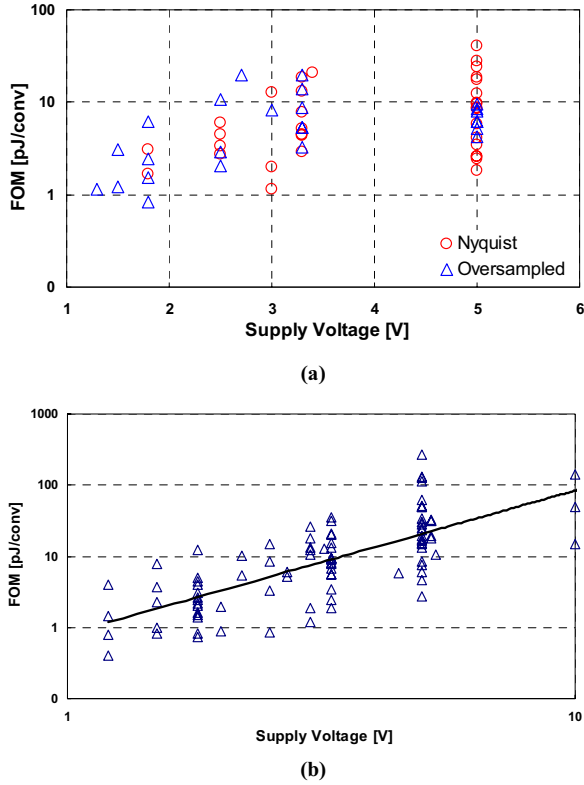 100
10
1
0
FOM [pJ/conv]
Nyquist
Oversampled
1 2 3 4 5 6
Supply Voltage [V]
(a)
1000
100
10
1
0
FOM [pJ/conv]
1 10
Supply Voltage [V]
(b)